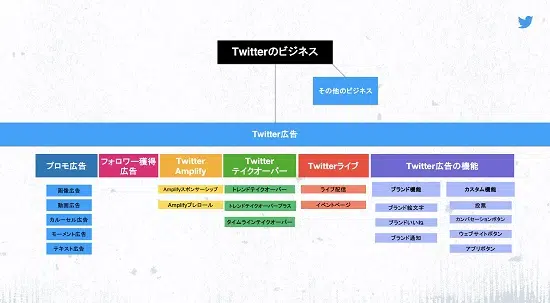 Twitterのビジネス
その他のビジネス
Twitter広告
プロモ広告
フォロワー獲得
広告
Twitter
Amplify
Twitter
テイクオーバー
Twitterライブ
Twitter広告の機能
画像広告
動画広告
カルーセル広告
モーメント広告
テキスト広告
Amplifyスポンサーシップ
Amplifyプレロール
トレンドテイクオーバー
トレンドテイクオーバープラス
タイムラインテイクオーバー
ライブ配信
イベントページ
ブランド機能
ブランド絵文字
ブランドいいね
ブランド通知
カスタム機能
投票
カンバセーションボタン
ウェブサイトボタン
アプリボタン